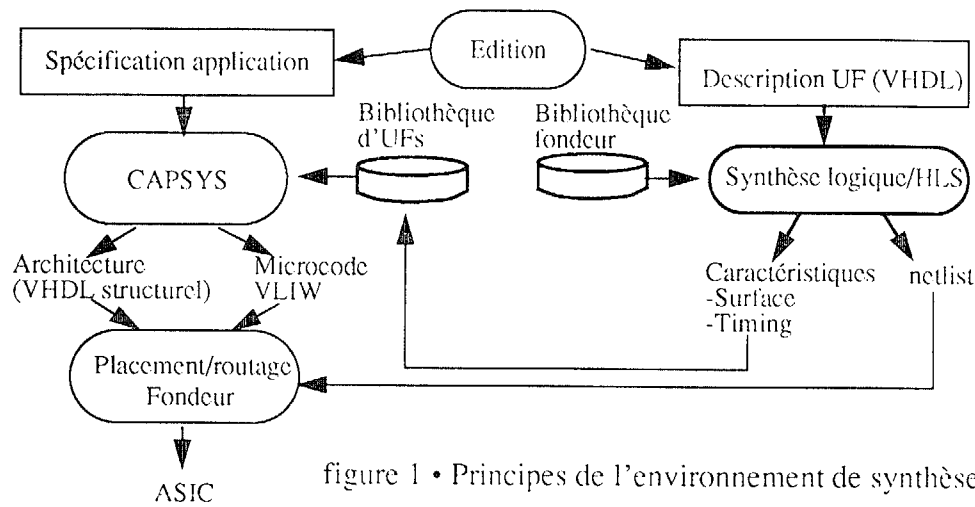 Edition
Spécification application
Description UF (VHDL)
Bibliothèque
d'UFs
Bibliothèque
fondeur
CAPSYS
Synthèse logique/HLS
Architecture
(VHDL structurel)
Microcode
VLIW
Caractéristiques
-Surface
-Timing
netlist
Placement/routage
Fondeur
ASIC
figure 1 • Principes de l'environnement de synthèse